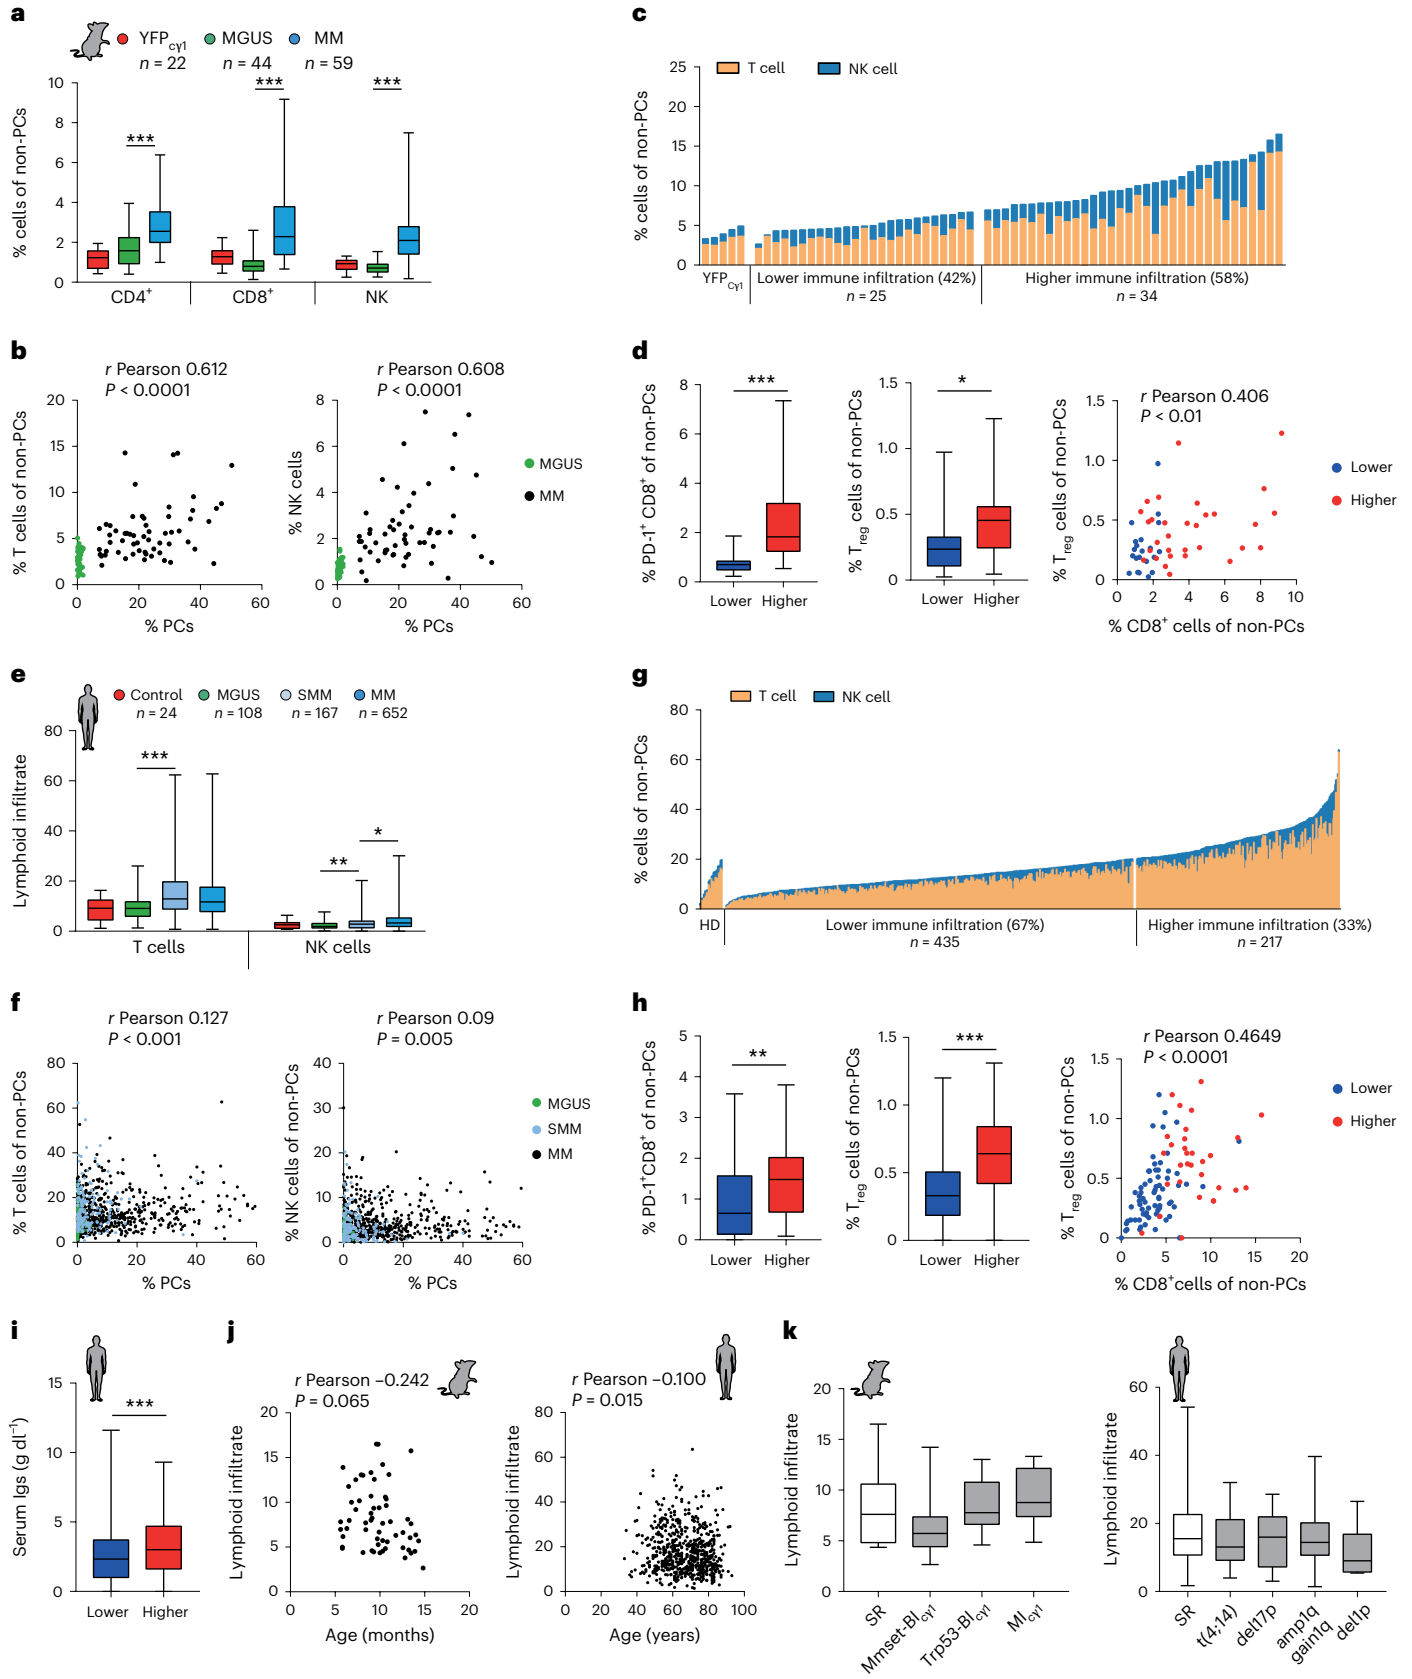 a
YFPcγ1 MGUS MM
n = 22 n = 44 n = 59
% cells of non-PCs
10
8
6
4
2
0
*** *** ***
CD4+ CD8+ NK
b
r Pearson 0.612
P < 0.0001
% T cells of non-PCs
20
15
10
5
0
0 20 40 60
% PCs
r Pearson 0.608
P < 0.0001
% NK cells
8
6
4
2
0
0 20 40 60
% PCs
MGUS
MM
c
T cell NK cell
% cells of non-PCs
25
20
15
10
5
0
YFPCγ1 Lower immune infiltration (42%) Higher immune infiltration (58%)
n = 25 n = 34
d
% PD-1+ CD8+ of non-PCs
8
6
4
2
0
***
Lower Higher
% Treg cells of non-PCs
1.5
1.0
0.5
0
*
Lower Higher
r Pearson 0.406
P < 0.01
% Treg cells of non-PCs
1.5
1.0
0.5
0
0 2 4 6 8 10
% CD8+ cells of non-PCs
Lower
Higher
e
Control MGUS SMM MM
n = 24 n = 108 n = 167 n = 652
Lymphoid infiltrate
80
60
40
20
0
*** ** *
T cells NK cells
f
r Pearson 0.127
P < 0.001
% T cells of non-PCs
80
60
40
20
0
0 20 40 60
% PCs
r Pearson 0.09
P = 0.005
% NK cells of non-PCs
40
30
20
10
0
0 20 40 60
% PCs
MGUS
SMM
MM
g
T cell NK cell
% cells of non-PCs
80
60
40
20
0
HD Lower immune infiltration (67%) Higher immune infiltration (33%)
n = 435 n = 217
h
% PD-1+CD8+ of non-PCs
5
4
3
2
1
0
**
Lower Higher
% Treg cells of non-PCs
1.5
1.0
0.5
0
***
Lower Higher
r Pearson 0.4649
P < 0.0001
% Treg cells of non-PCs
1.5
1.0
0.5
0
0 5 10 15 20
% CD8+cells of non-PCs
Lower
Higher
i
Serum Igs (g dl−1)
15
10
5
0
***
Lower Higher
j
r Pearson −0.242
P = 0.065
Lymphoid infiltrate
20
15
10
5
0
0 5 10 15 20
Age (months)
r Pearson −0.100
P = 0.015
Lymphoid infiltrate
80
60
40
20
0
0 20 40 60 80 100
Age (years)
k
Lymphoid infiltrate
20
15
10
5
0
SR
Mmset-BIcγ1
Trp53-BIcγ1
MIcγ1
Lymphoid infiltrate
60
40
20
0
SR
t(4;14)
del17p
amp1q
gain1q
del1p